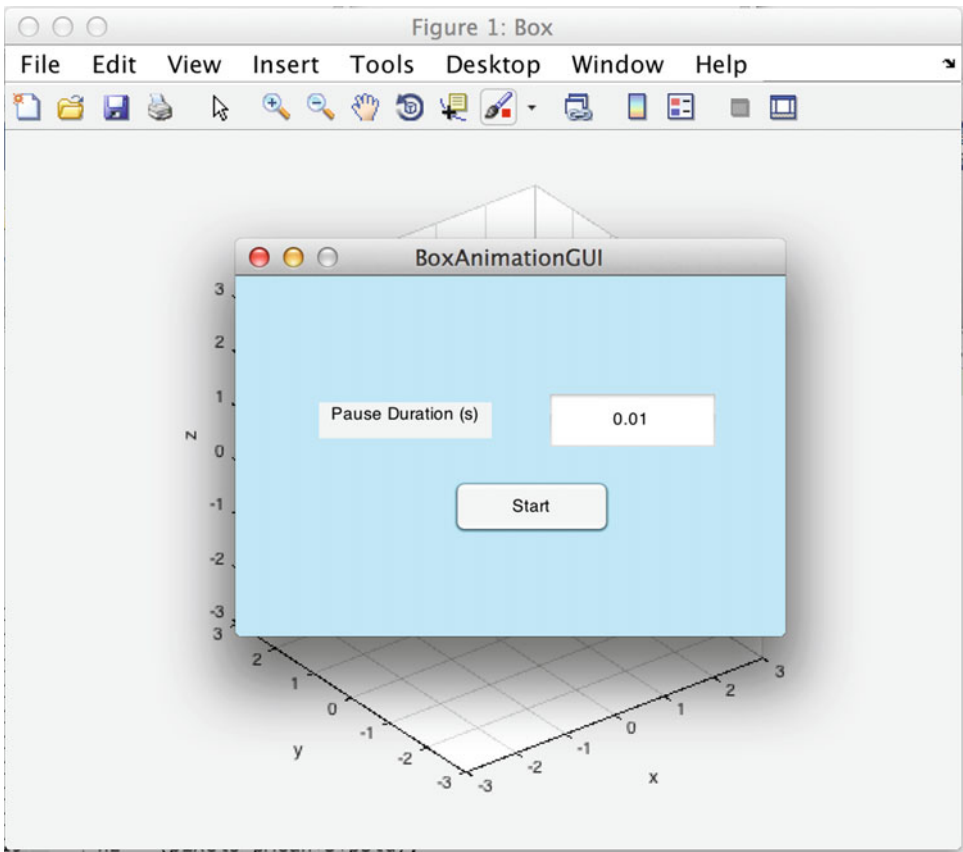 Figure 1: Box
File Edit View Insert Tools Desktop Window Help
BoxAnimationGUI
Pause Duration (s)
0.01
Start
3
2
1
0
-1
-2
-3
z
3
2
1
0
-1
-2
-3
y
-3
-2
-1
0
1
2
3
x